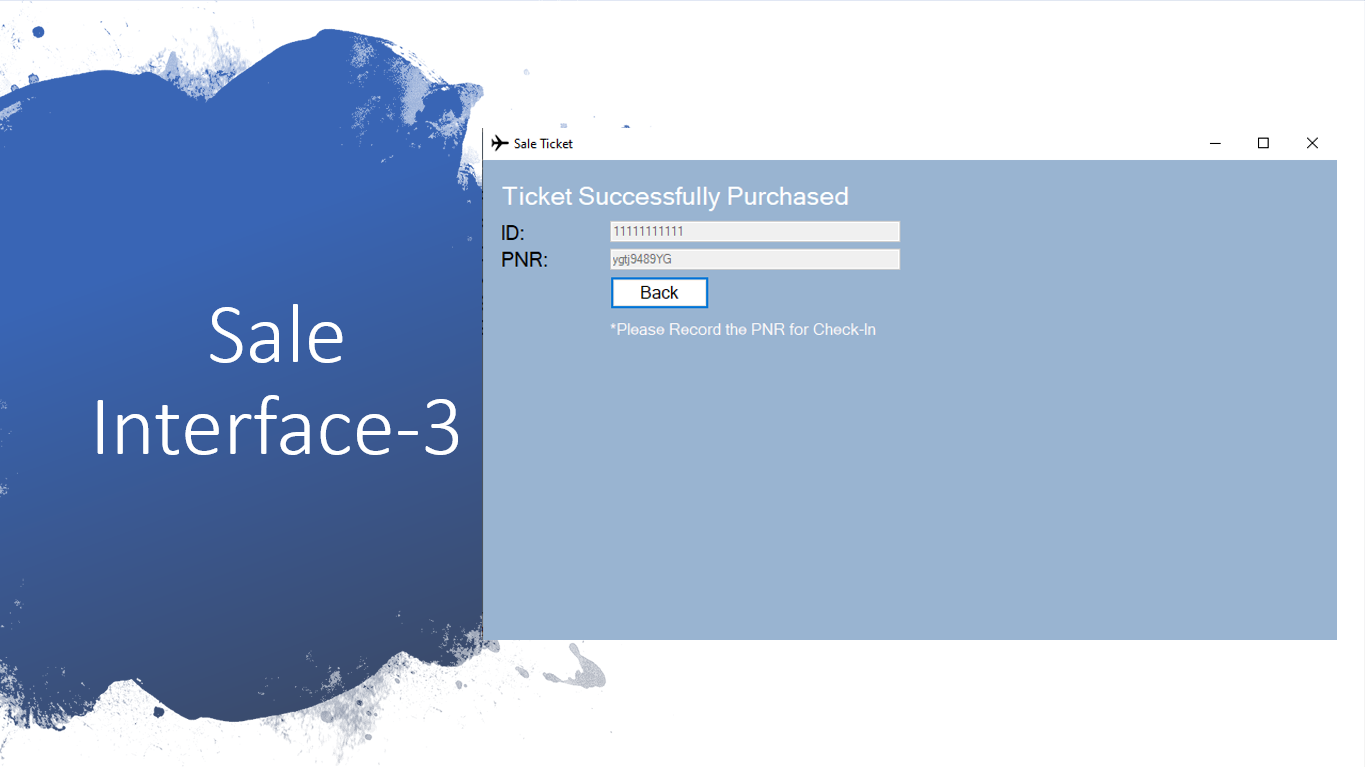 Sale
Interface-3
Sale Ticket
Ticket Successfully Purchased
ID: 11111111111
PNR: ygtj9489YG
Back
*Please Record the PNR for Check-In